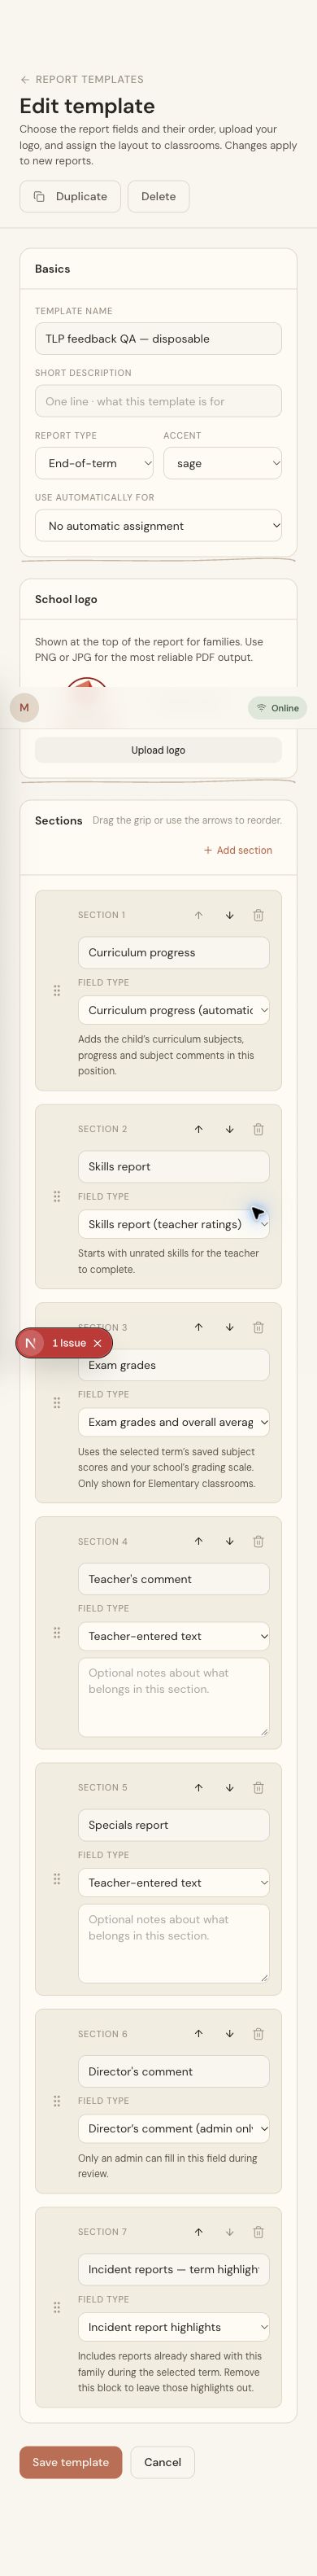 ← REPORT TEMPLATES
Edit template
Choose the report fields and their order, upload your
logo, and assign the layout to classrooms. Changes apply
to new reports.
Duplicate Delete
Basics
TEMPLATE NAME
TLP feedback QA — disposable
SHORT DESCRIPTION
One line · what this template is for
REPORT TYPE ACCENT
End-of-term sage
USE AUTOMATICALLY FOR
No automatic assignment
School logo
Shown at the top of the report for families. Use
PNG or JPG for the most reliable PDF output.
M Online
Upload logo
Sections Drag the grip or use the arrows to reorder.
+ Add section
SECTION 1
Curriculum progress
FIELD TYPE
Curriculum progress (automatic
Adds the child's curriculum subjects,
progress and subject comments in this
position.
SECTION 2
Skills report
FIELD TYPE
Skills report (teacher ratings)
Starts with unrated skills for the teacher
to complete.
SECTION 3
N 1 Issue ×
Exam grades
FIELD TYPE
Exam grades and overall averag
Uses the selected term's saved subject
scores and your school's grading scale.
Only shown for Elementary classrooms.
SECTION 4
Teacher's comment
FIELD TYPE
Teacher-entered text
Optional notes about what
belongs in this section.
SECTION 5
Specials report
FIELD TYPE
Teacher-entered text
Optional notes about what
belongs in this section.
SECTION 6
Director's comment
FIELD TYPE
Director's comment (admin only
Only an admin can fill in this field during
review.
SECTION 7
Incident reports — term highligh
FIELD TYPE
Incident report highlights
Includes reports already shared with this
family during the selected term. Remove
this block to leave those highlights out.
Save template Cancel